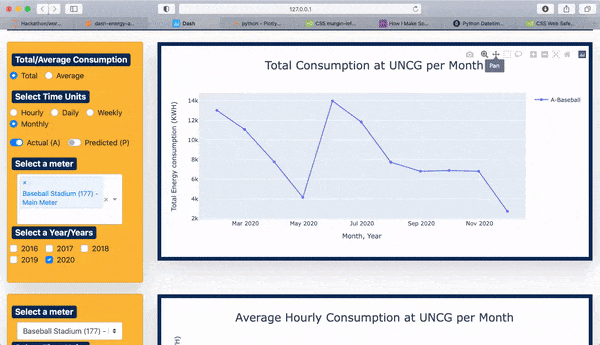 127.0.0.1
Hackathon/wor...
dash-energy-a...
Dash
python – Plotly...
CSS margin-lef...
How I Make So...
Python Datetim...
CSS Web Safe...
Total/Average Consumption
Total
Average
Select Time Units
Hourly
Daily
Weekly
Monthly
Actual (A)
Predicted (P)
Select a meter
×
Baseball Stadium (177) -
Main Meter
Select a Year/Years
2016
2017
2018
2019
2020
Total Consumption at UNCG per Month
Pan
A-Baseball
Total Energy consumption (KWH)
14k
12k
10k
8k
6k
4k
2k
Mar 2020
May 2020
Jul 2020
Sep 2020
Nov 2020
Month, Year
Select a meter
Baseball Stadium (177) -
Average Hourly Consumption at UNCG per Month